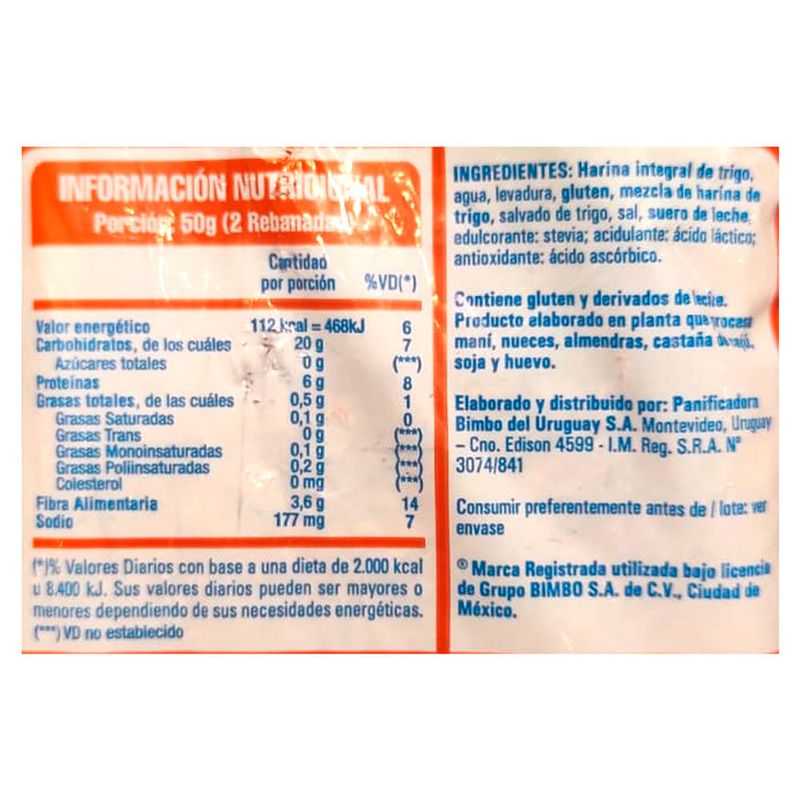 INFORMACIÓN NUTRICIONAL
Porción: 50g (2 Rebanadas)
Cantidad
por porción %VD(*)
Valor energético 112 kcal = 468kJ 6
Carbohidratos, de los cuáles 20 g 7
Azúcares totales 0 g (***)
Proteínas 6 g 8
Grasas totales, de las cuáles 0,5 g 1
Grasas Saturadas 0,1 g 0
Grasas Trans 0 g (***)
Grasas Monoinsaturadas 0,1 g (***)
Grasas Poliinsaturadas 0,2 g (***)
Colesterol 0 mg (***)
Fibra Alimentaria 3,6 g 14
Sodio 177 mg 7
(*)% Valores Diarios con base a una dieta de 2.000 kcal
u 8.400 kJ. Sus valores diarios pueden ser mayores o
menores dependiendo de sus necesidades energéticas.
(***) VD no establecido
INGREDIENTES: Harina integral de trigo,
agua, levadura, gluten, mezcla de harina de
trigo, salvado de trigo, sal, suero de leche,
edulcorante: stevia; acidulante: ácido láctico;
antioxidante: ácido ascórbico.
Contiene gluten y derivados de leche.
Producto elaborado en planta que procesa
maní, nueces, almendras, castaña de cajú,
soja y huevo.
Elaborado y distribuido por: Panificadora
Bimbo del Uruguay S.A. Montevideo, Uruguay
– Cno. Edison 4599 - I.M. Reg. S.R.A. N°
3074/841
Consumir preferentemente antes de / lote: ver
envase
® Marca Registrada utilizada bajo licencia
de Grupo BIMBO S.A. de C.V., Ciudad de
México.